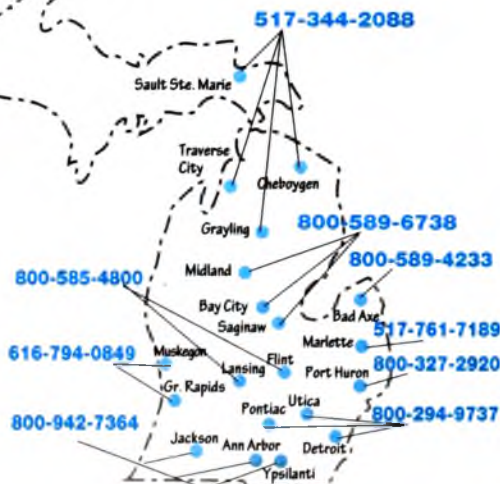 517-344-2088
Sault Ste. Marie
Traverse
City
Cheboygen
Grayling
800-589-6738
Midland
800-589-4233
800-585-4800
Bay City
Saginaw
Bad Axe
517-761-7189
Marlette
616-794-0849
Muskegon
Flint
Lansing
Port Huron
800-327-2920
Gr. Rapids
Utica
Pontiac
800-294-9737
800-942-7364
Jackson
Ann Arbor
Detroit
Ypsilanti